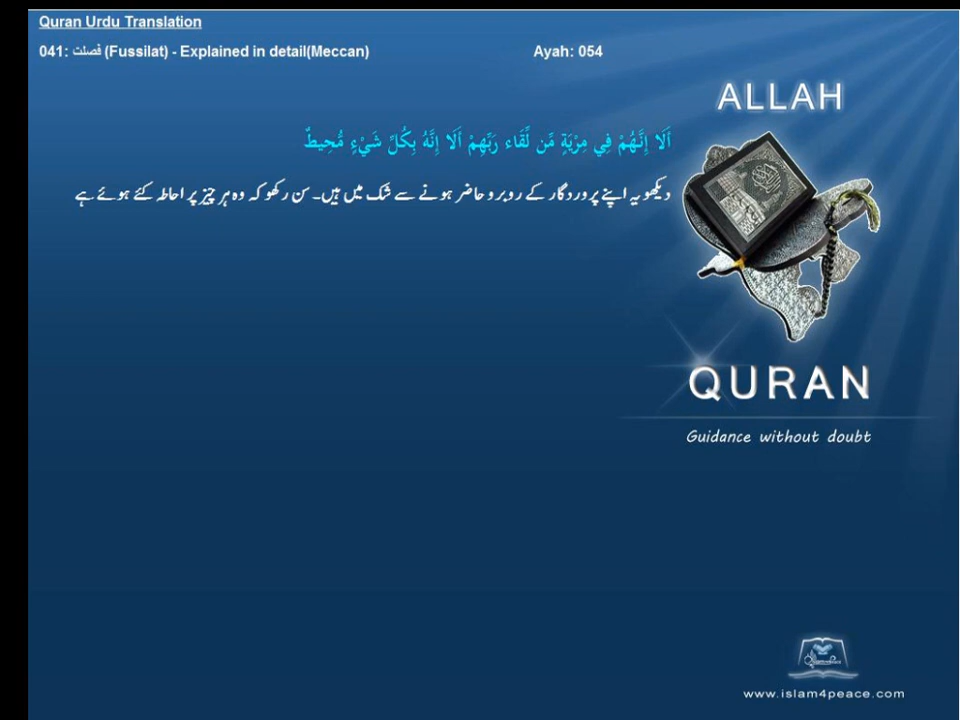 Quran Urdu Translation
041: فصلت (Fussilat) - Explained in detail(Meccan) Ayah: 054
ALLAH
أَلَا إِنَّهُمْ فِي مِرْيَةٍ مِّن لِّقَاء رَبِّهِمْ أَلَا إِنَّهُ بِكُلِّ شَيْءٍ مُّحِيطٌ
دیکھو یہ اپنے پروردگار کے روبرو حاضر ہونے سے شک میں ہیں۔ سن رکھو کہ وہ ہر چیز پر احاطہ کئے ہوئے ہے
QURAN
Guidance without doubt
www.islam4peace.com